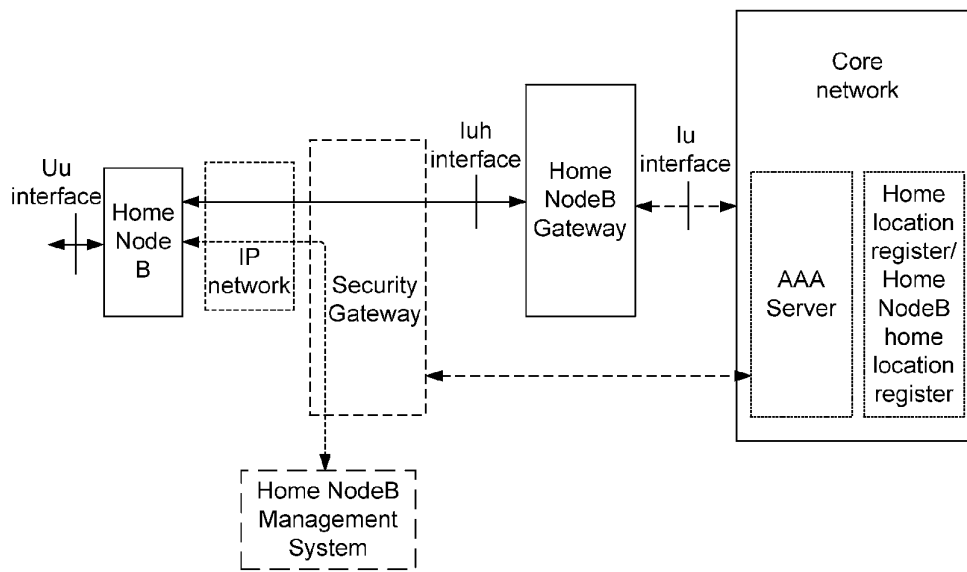 Uu
interface
Home
Node
B
IP
network
Security
Gateway
Iuh
interface
Home
NodeB
Gateway
Iu
interface
Core
network
AAA
Server
Home
location
register/
Home
NodeB
home
location
register
Home NodeB
Management
System